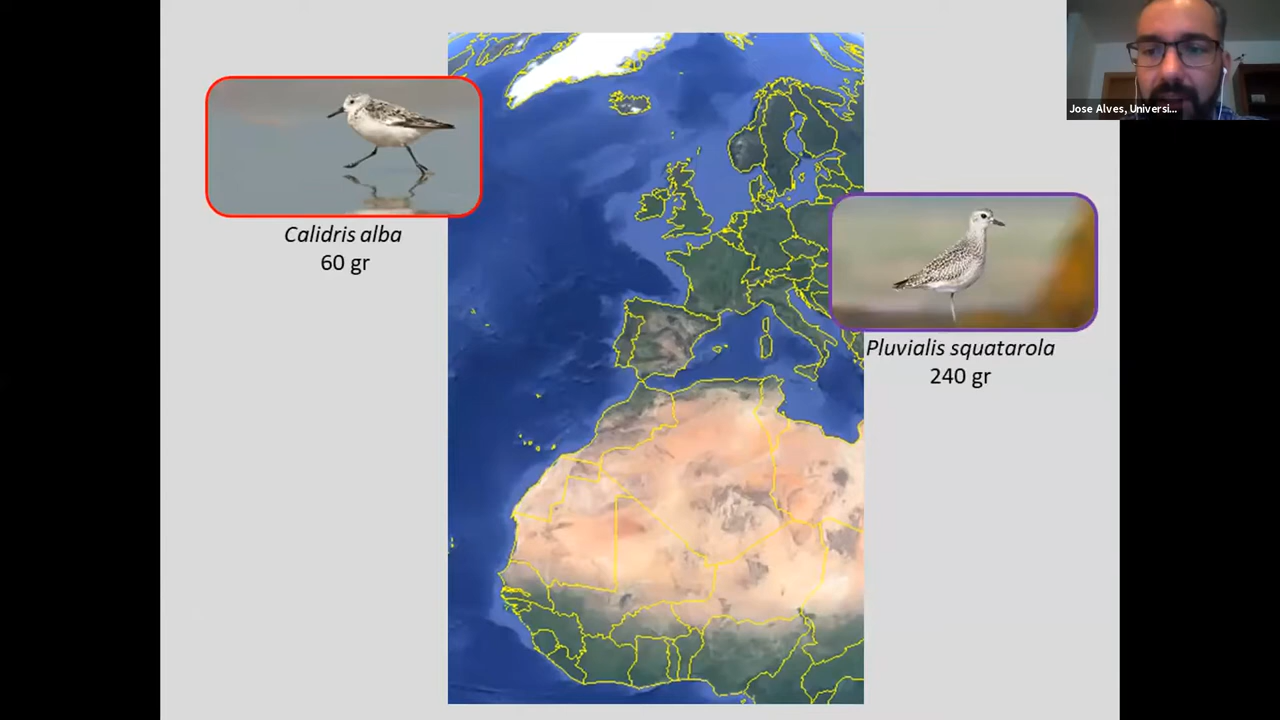 Jose Alves, Universi...
Calidris alba
60 gr
Pluvialis squatarola
240 gr